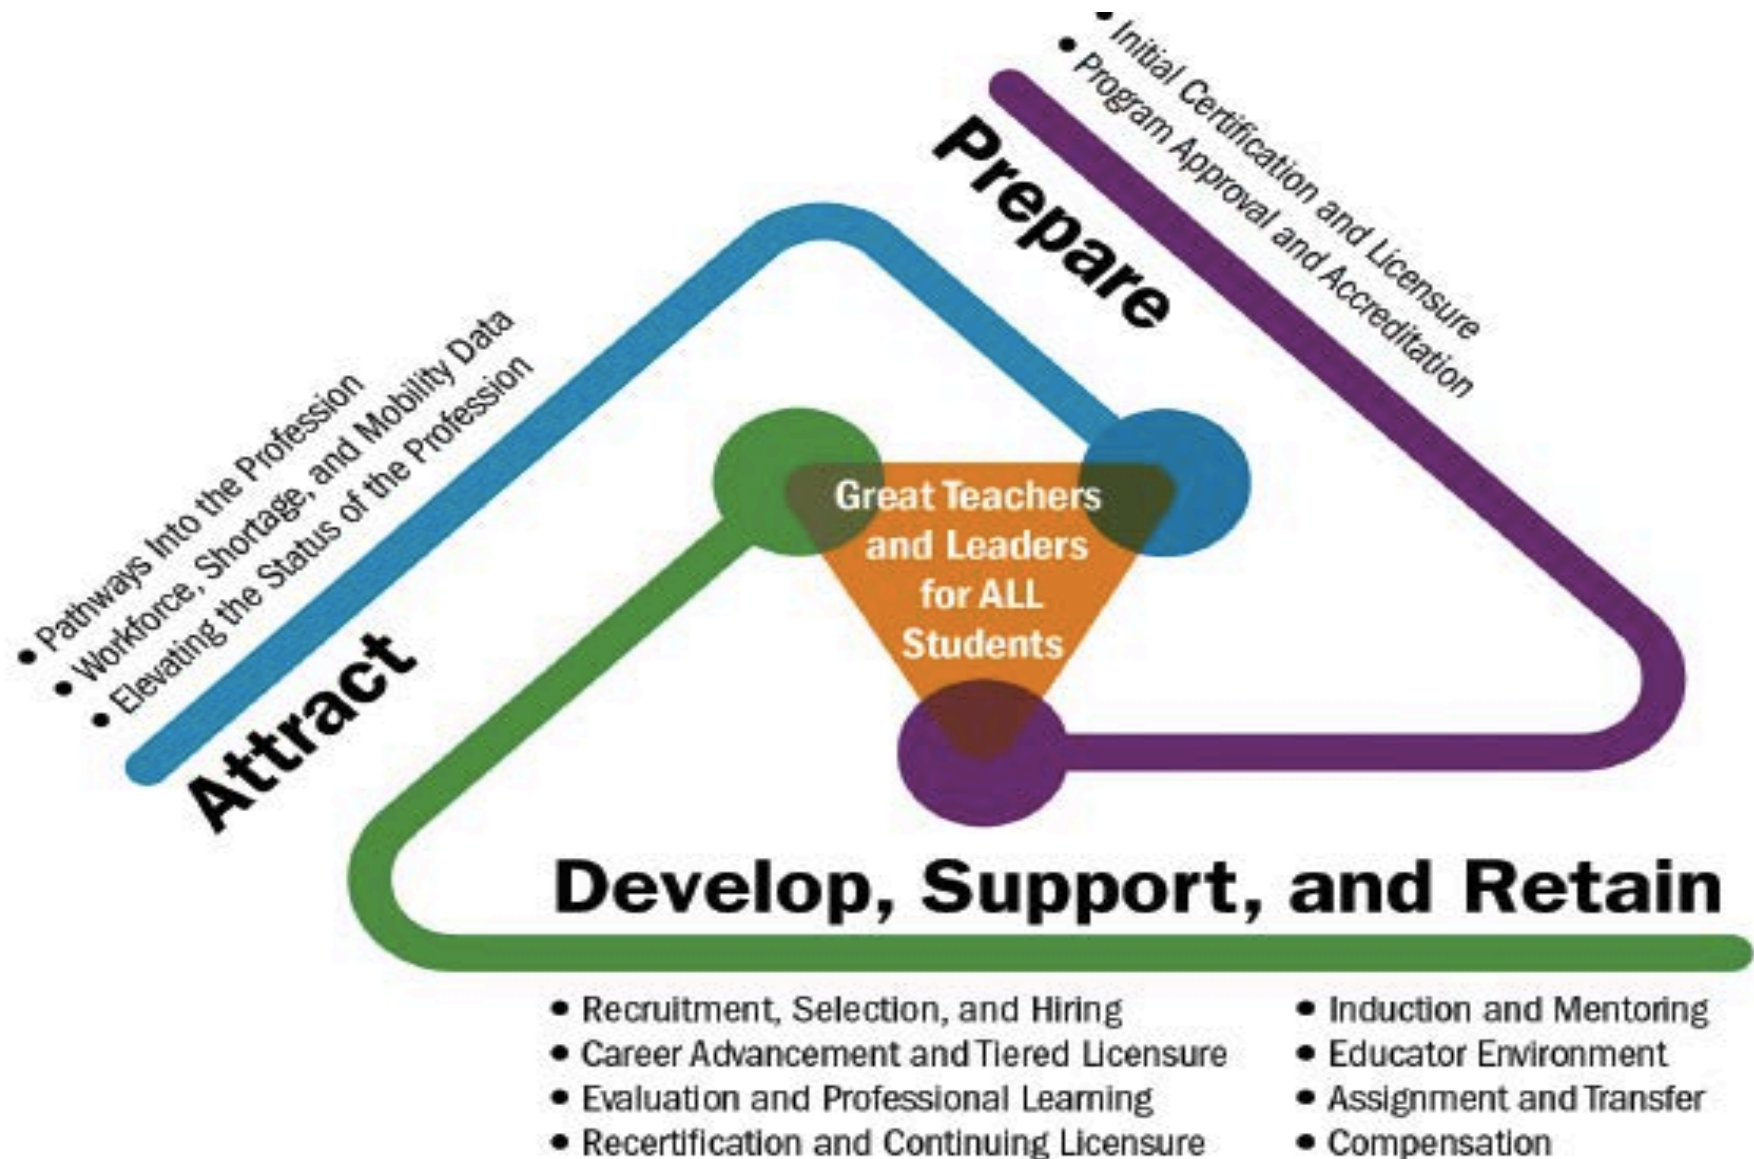 Pathways Into the Profession
Workforce, Shortage, and Mobility Data
Elevating the Status of the Profession
Attract
Initial Certification and Licensure
Program Approval and Accreditation
Prepare
Great Teachers
and Leaders
for ALL
Students
Develop, Support, and Retain
• Recruitment, Selection, and Hiring
• Career Advancement and Tiered Licensure
• Evaluation and Professional Learning
• Recertification and Continuing Licensure
• Induction and Mentoring
• Educator Environment
• Assignment and Transfer
• Compensation